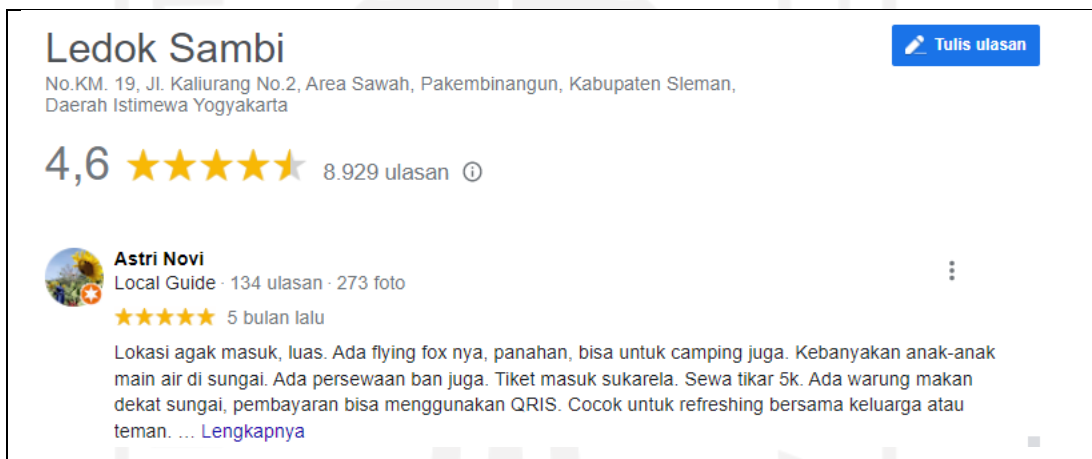 Ledok Sambi
Tulis ulasan
No.KM. 19, Jl. Kaliurang No.2, Area Sawah, Pakembinangun, Kabupaten Sleman,
Daerah Istimewa Yogyakarta
4,6
8.929 ulasan
Astri Novi
Local Guide · 134 ulasan · 273 foto
5 bulan lalu
Lokasi agak masuk, luas. Ada flying fox nya, panahan, bisa untuk camping juga. Kebanyakan anak-anak
main air di sungai. Ada persewaan ban juga. Tiket masuk sukarela. Sewa tikar 5k. Ada warung makan
dekat sungai, pembayaran bisa menggunakan QRIS. Cocok untuk refreshing bersama keluarga atau
teman. … Lengkapnya